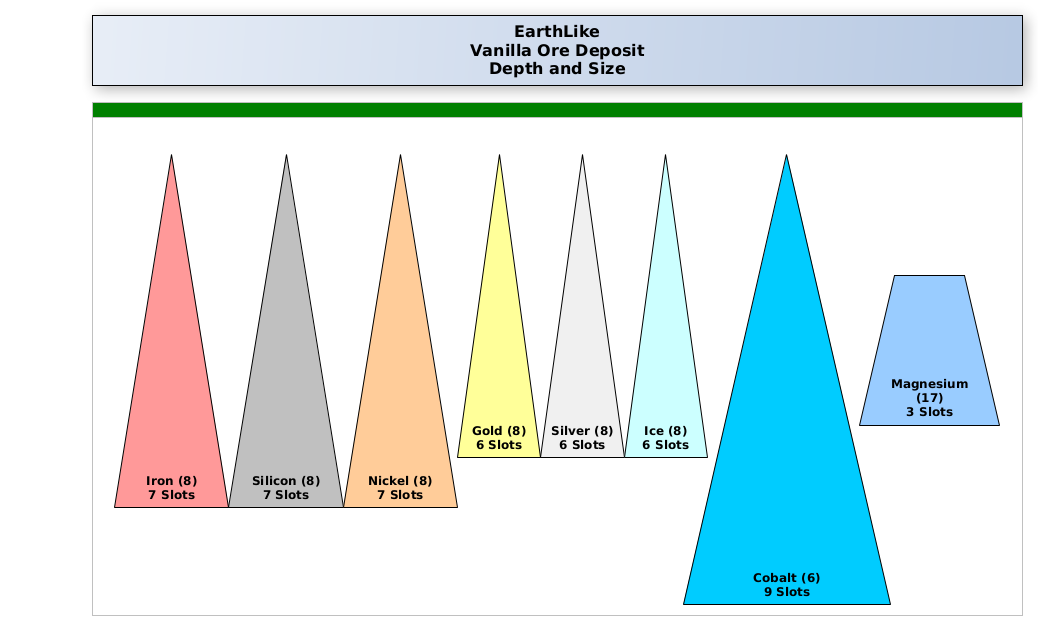 EarthLike
Vanilla Ore Deposit
Depth and Size
Iron (8)
7 Slots
Silicon (8)
7 Slots
Nickel (8)
7 Slots
Gold (8)
6 Slots
Silver (8)
6 Slots
Ice (8)
6 Slots
Cobalt (6)
9 Slots
Magnesium
(17)
3 Slots